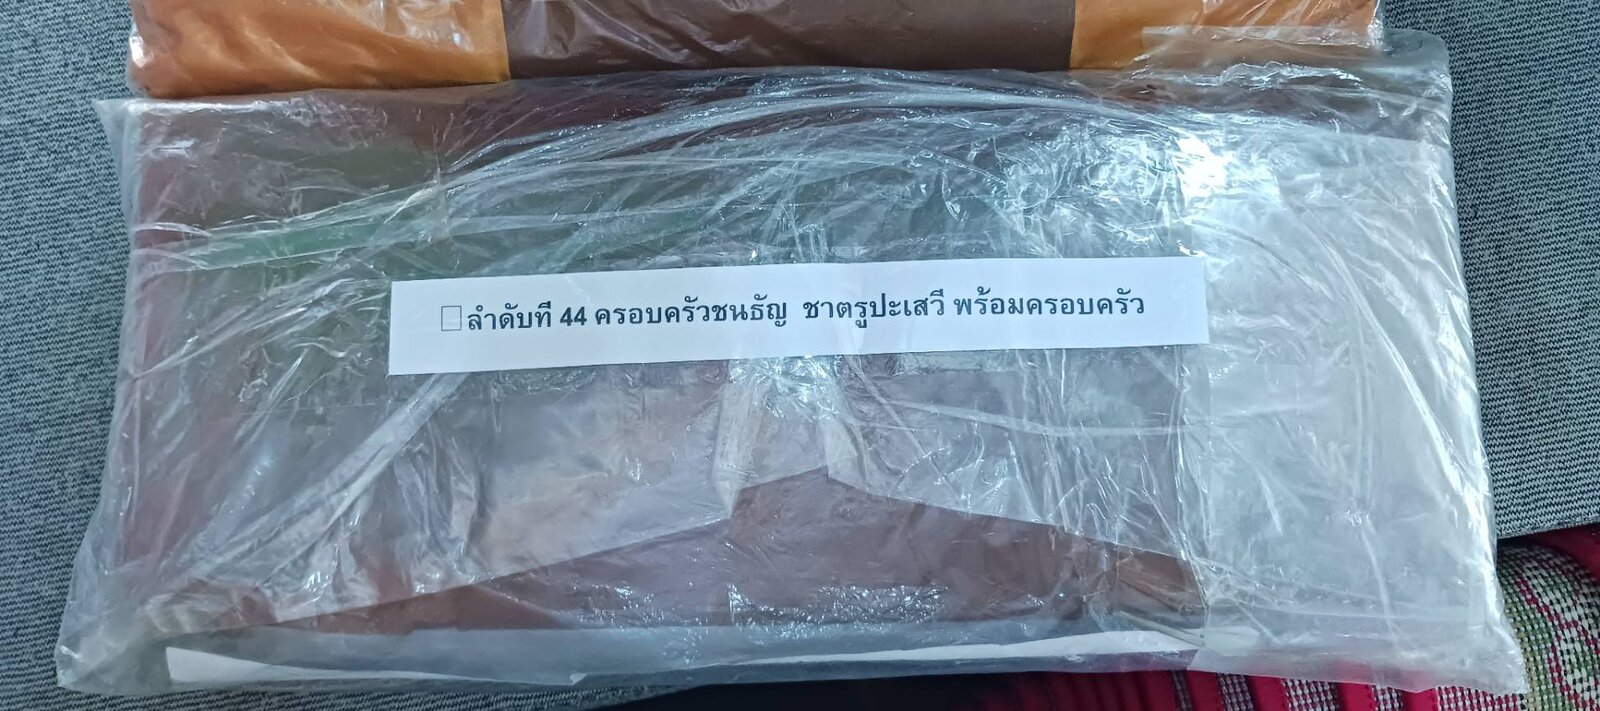 □ลำดับที่ 44 ครอบครัวชนธัญ ชาตรูปะเสวี พร้อมครอบครัว